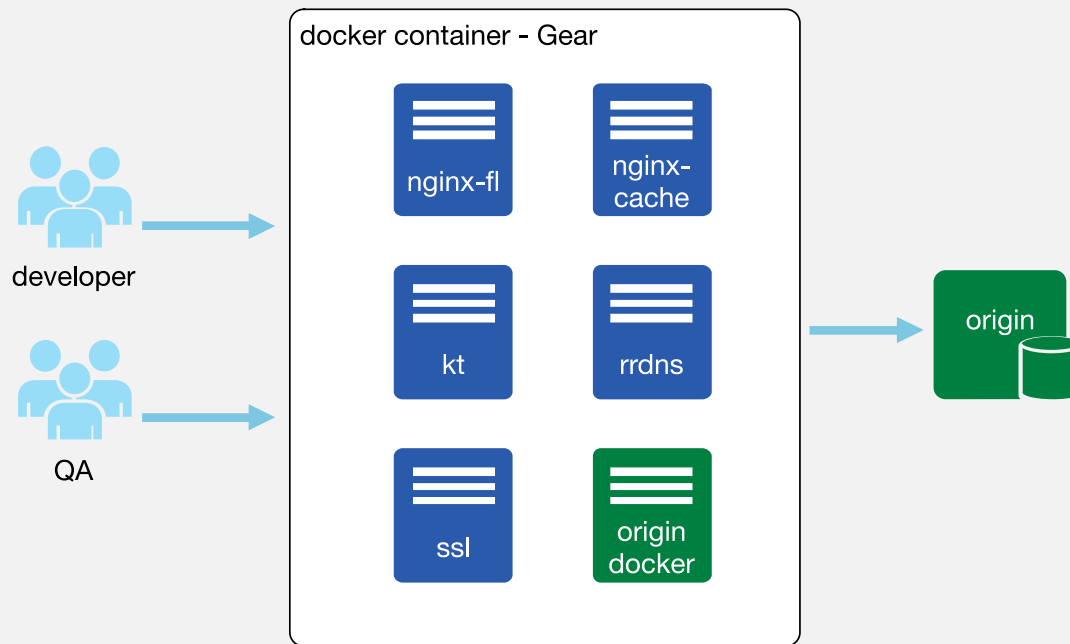 docker container - Gear
nginx-fl
nginx-
cache
developer
kt
rrdns
origin
QA
ssl
origin
docker